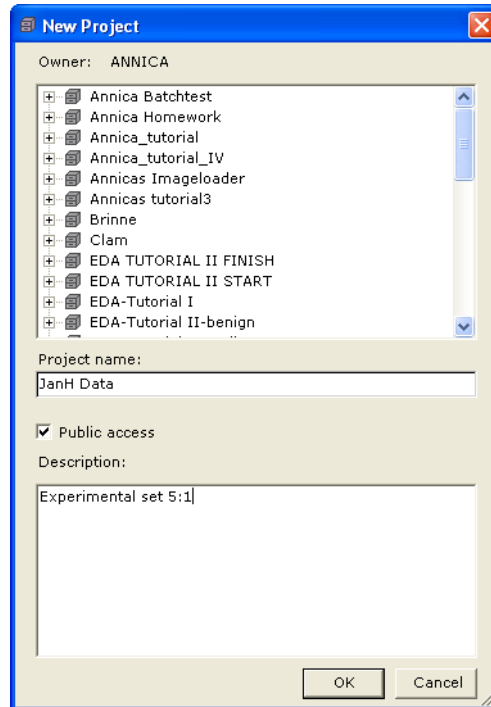 New Project
Owner: ANNICA
Annica Batchtest
Annica Homework
Annica_tutorial
Annica_tutorial_IV
Annicas Imageloader
Annicas tutorial3
Brinne
Clam
EDA TUTORIAL II FINISH
EDA TUTORIAL II START
EDA-Tutorial I
EDA-Tutorial II-benign
Project name:
JanH Data
Public access
Description:
Experimental set 5:1
OK Cancel